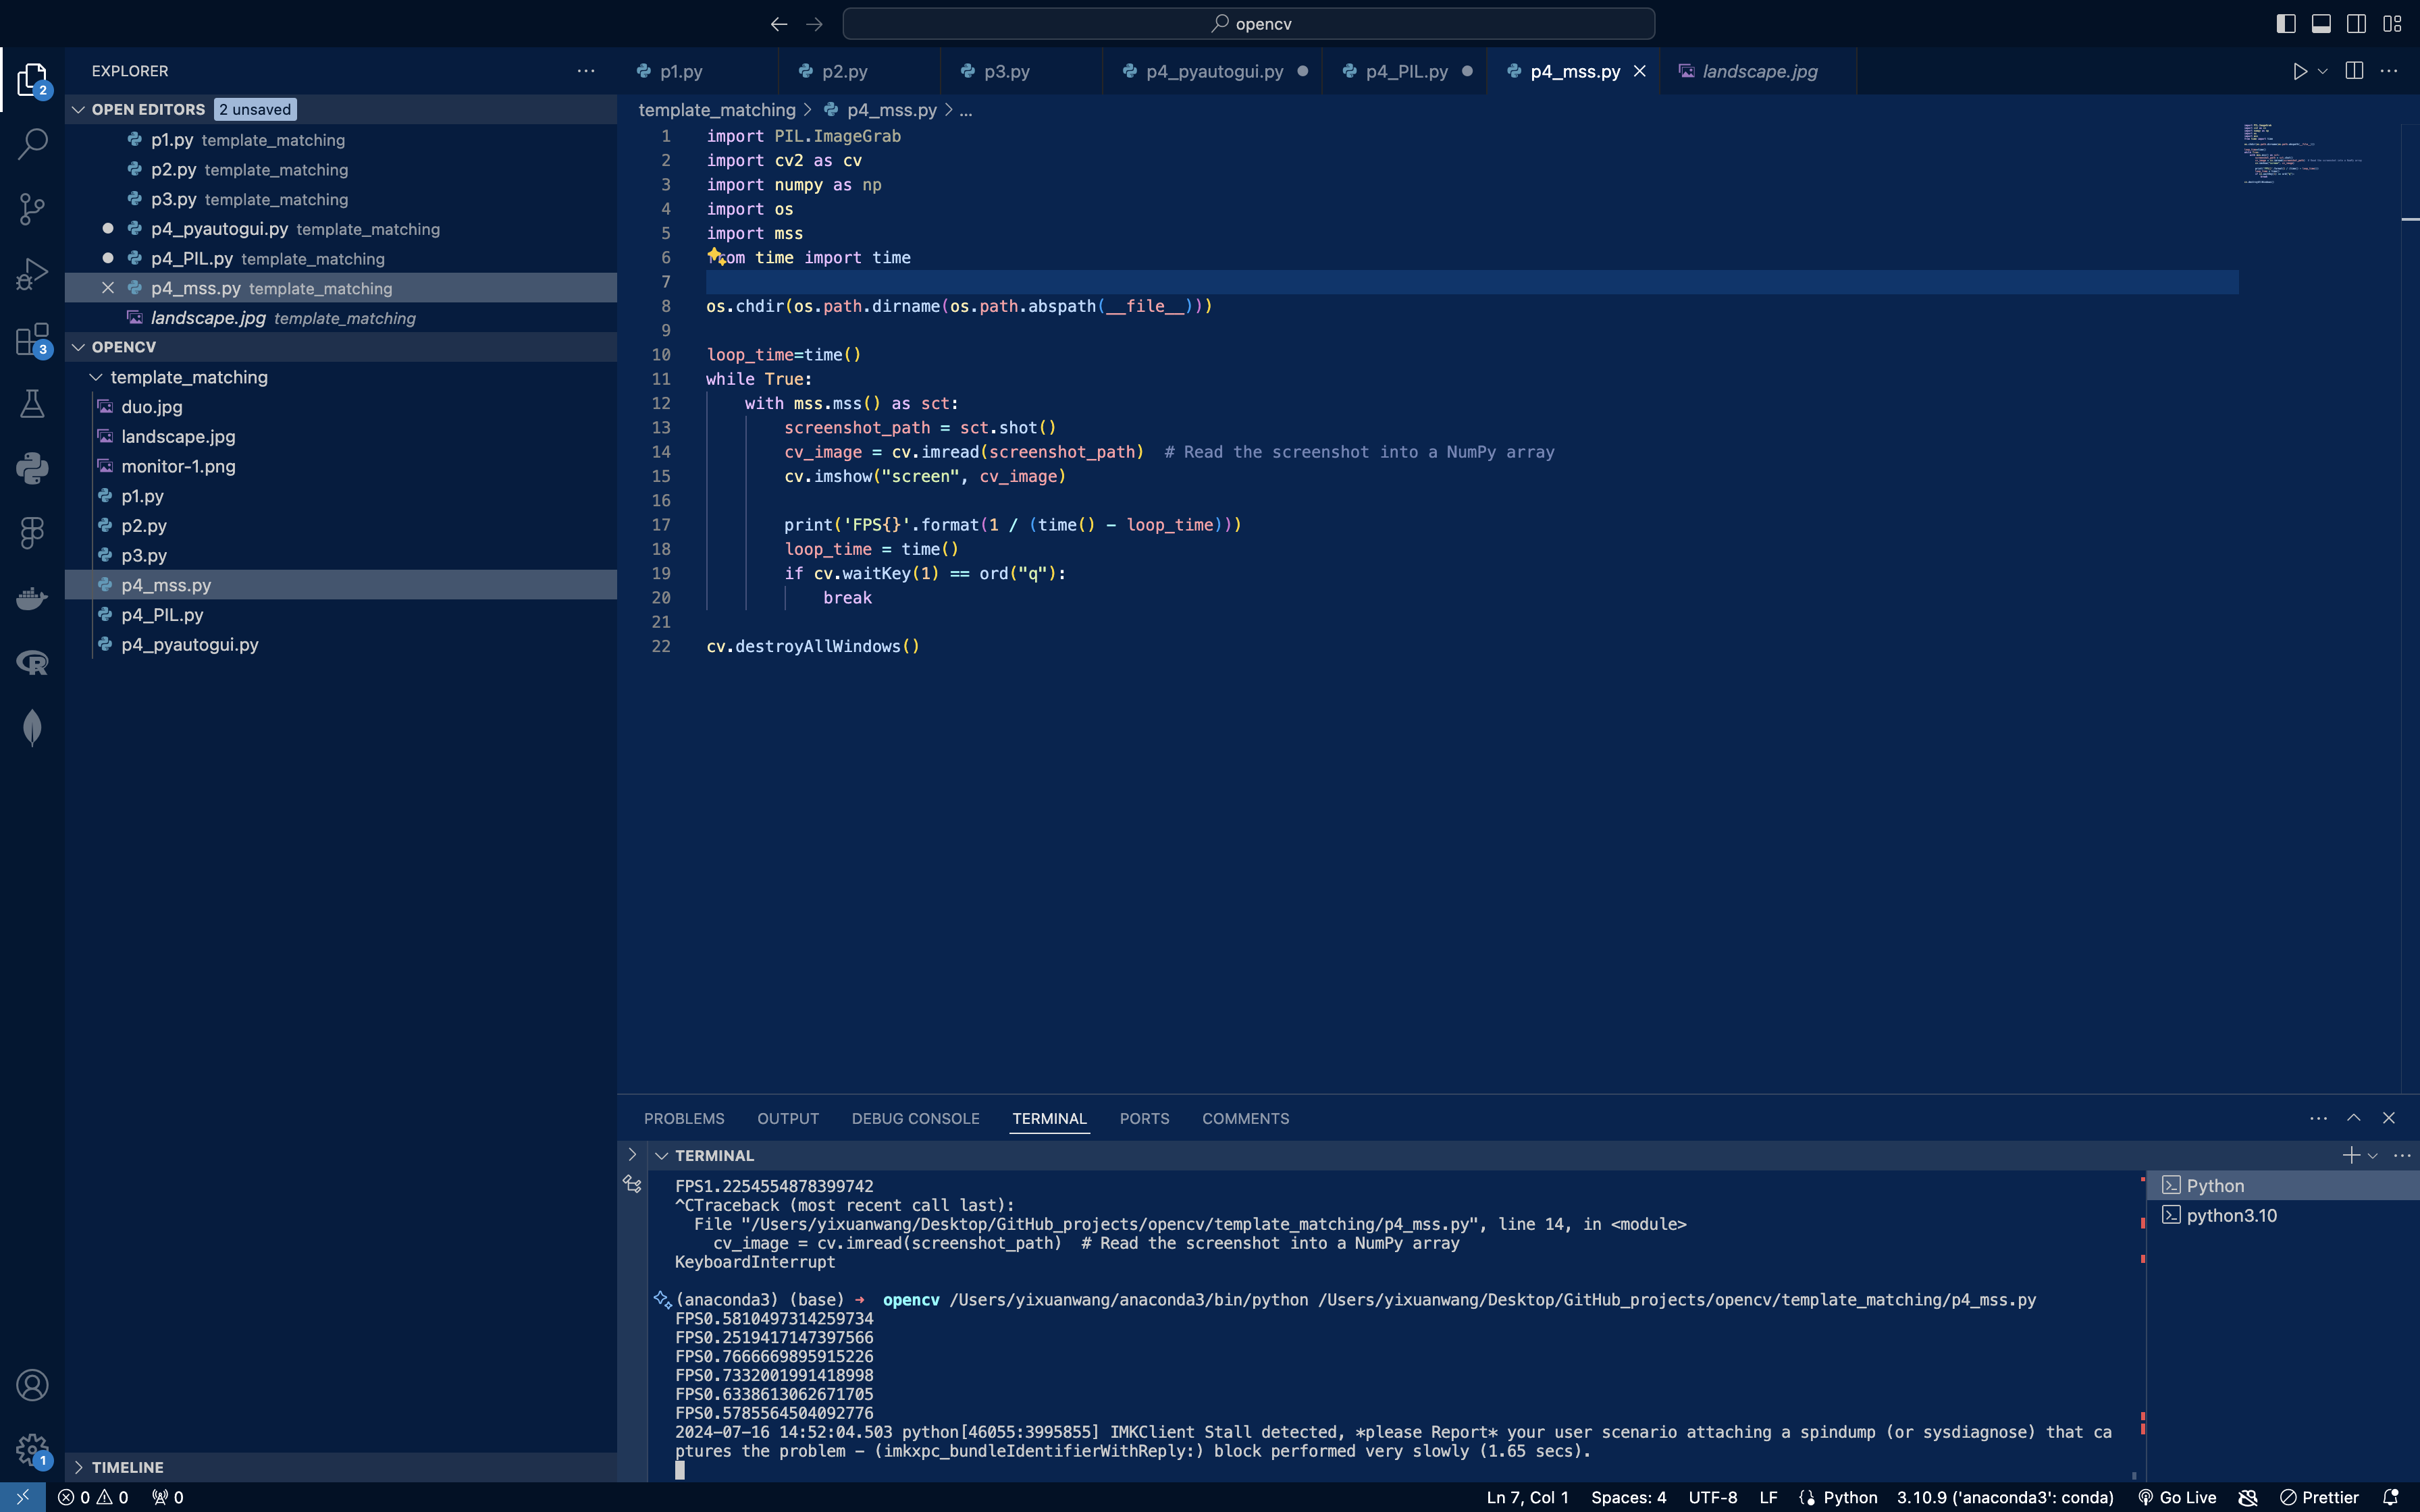 opencv
EXPLORER
OPEN EDITORS 2 unsaved
p1.py template_matching
p2.py template_matching
p3.py template_matching
p4_pyautogui.py template_matching
p4_PIL.py template_matching
p4_mss.py template_matching
landscape.jpg template_matching
OPENCV
template_matching
duo.jpg
landscape.jpg
monitor-1.png
p1.py
p2.py
p3.py
p4_mss.py
p4_PIL.py
p4_pyautogui.py
TIMELINE
2
3
1
p1.py p2.py p3.py p4_pyautogui.py p4_PIL.py p4_mss.py landscape.jpg
template_matching > p4_mss.py > ...
1 import PIL.ImageGrab
2 import cv2 as cv
3 import numpy as np
4 import os
5 import mss
6 from time import time
7
8 os.chdir(os.path.dirname(os.path.abspath(__file__)))
9
10 loop_time=time()
11 while True:
12 with mss.mss() as sct:
13 screenshot_path = sct.shot()
14 cv_image = cv.imread(screenshot_path)  # Read the screenshot into a NumPy array
15 cv.imshow("screen", cv_image)
16
17 print('FPS{}'.format(1 / (time() - loop_time)))
18 loop_time = time()
19 if cv.waitKey(1) == ord("q"):
20 break
21
22 cv.destroyAllWindows()
PROBLEMS OUTPUT DEBUG CONSOLE TERMINAL PORTS COMMENTS
TERMINAL
FPS1.2254554878399742
^CTraceback (most recent call last):
File "/Users/yixuanwang/Desktop/GitHub_projects/opencv/template_matching/p4_mss.py", line 14, in <module>
cv_image = cv.imread(screenshot_path)  # Read the screenshot into a NumPy array
KeyboardInterrupt
(anaconda3) (base) → opencv /Users/yixuanwang/anaconda3/bin/python /Users/yixuanwang/Desktop/GitHub_projects/opencv/template_matching/p4_mss.py
FPS0.5810497314259734
FPS0.2519417147397566
FPS0.7666669895915226
FPS0.7332001991418998
FPS0.6338613062671705
FPS0.5785564504092776
2024-07-16 14:52:04.503 python[46055:3995855] IMKClient Stall detected, *please Report* your user scenario attaching a spindump (or sysdiagnose) that ca
ptures the problem - (imkxpc_bundleIdentifierWithReply:) block performed very slowly (1.65 secs).
Python
python3.10
0 0 0 Ln 7, Col 1 Spaces: 4 UTF-8 LF Python 3.10.9 ('anaconda3': conda) Go Live Prettier